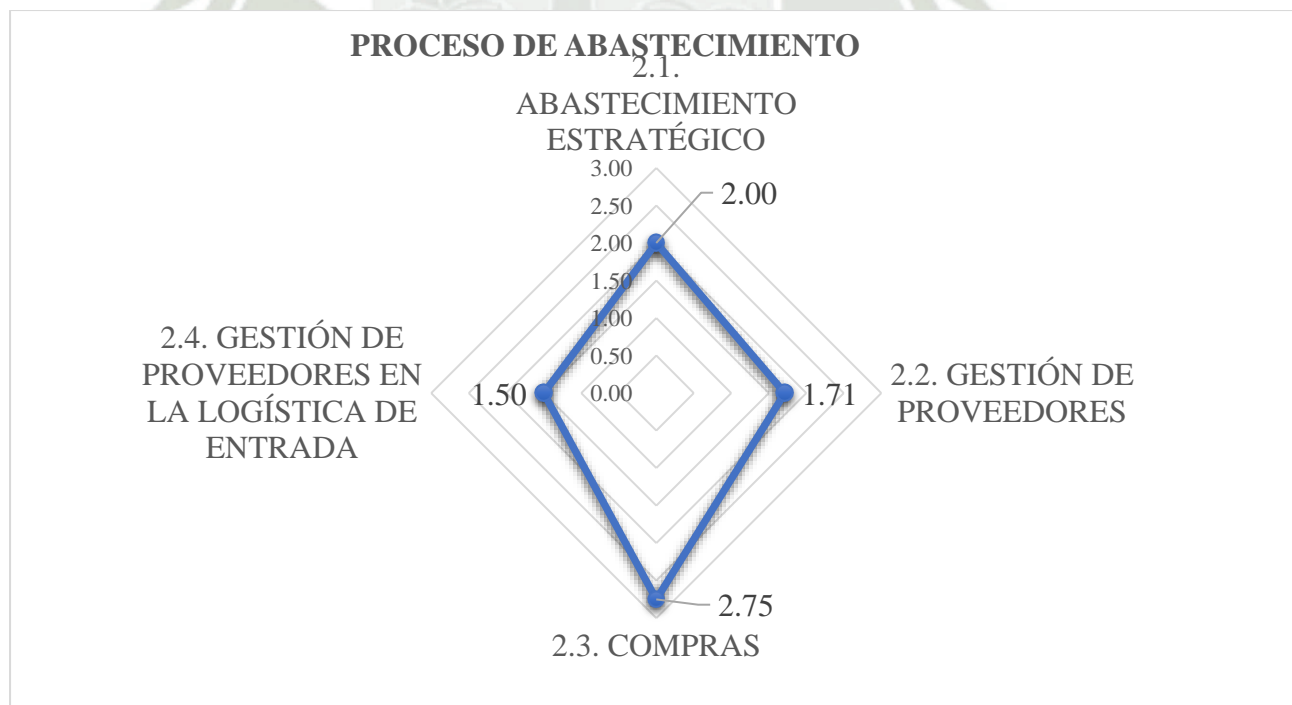 PROCESO DE ABASTECIMIENTO
2.1.
ABASTECIMIENTO
ESTRATÉGICO
3.00
2.50
2.00
1.50
1.00
0.50
0.00
2.00
2.4. GESTIÓN DE
PROVEEDORES EN
LA LOGÍSTICA DE
ENTRADA
1.50
1.71
2.2. GESTIÓN DE
PROVEEDORES
2.75
2.3. COMPRAS